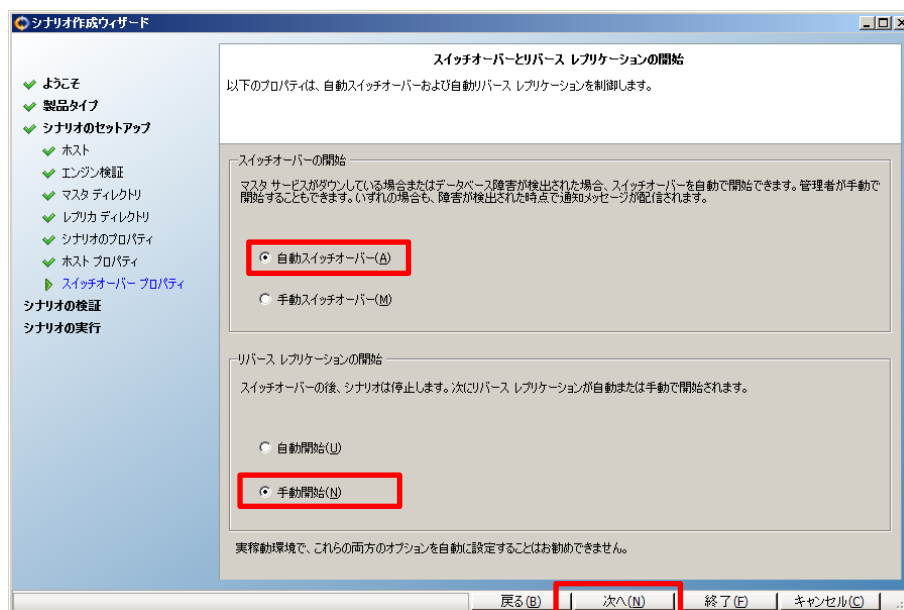 シナリオ作成ウィザード
スイッチオーバーとリバース レプリケーションの開始
以下のプロパティは、自動スイッチオーバーおよび自動リバース レプリケーションを制御します。
ようこそ
製品タイプ
シナリオのセットアップ
ホスト
エンジン検証
マスタ ディレクトリ
レプリカ ディレクトリ
シナリオのプロパティ
ホスト プロパティ
スイッチオーバー プロパティ
シナリオの検証
シナリオの実行
スイッチオーバーの開始
マスタ サービスがダウンしている場合またはデータベース障害が検出された場合、スイッチオーバーを自動で開始できます。管理者が手動で
開始することもできます。いずれの場合も、障害が検出された時点で通知メッセージが配信されます。
自動スイッチオーバー(A)
手動スイッチオーバー(M)
リバース レプリケーションの開始
スイッチオーバーの後、シナリオは停止します。次にリバース レプリケーションが自動または手動で開始されます。
自動開始(U)
手動開始(N)
実稼動環境で、これらの両方のオプションを自動に設定することはお勧めできません。
戻る(B)
次へ(N)
終了(F)
キャンセル(C)